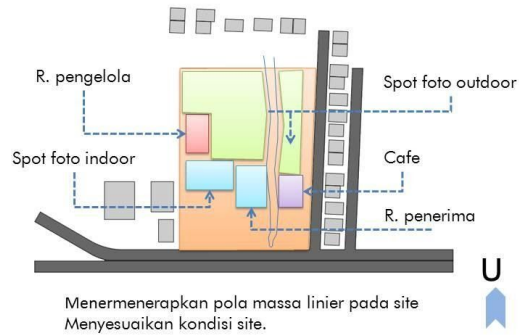 R. pengelola
Spot foto outdoor
Spot foto indoor
Cafe
R. penerima
U
Menermenerapkan pola massa linier pada site
Menyesuaikan kondisi site.